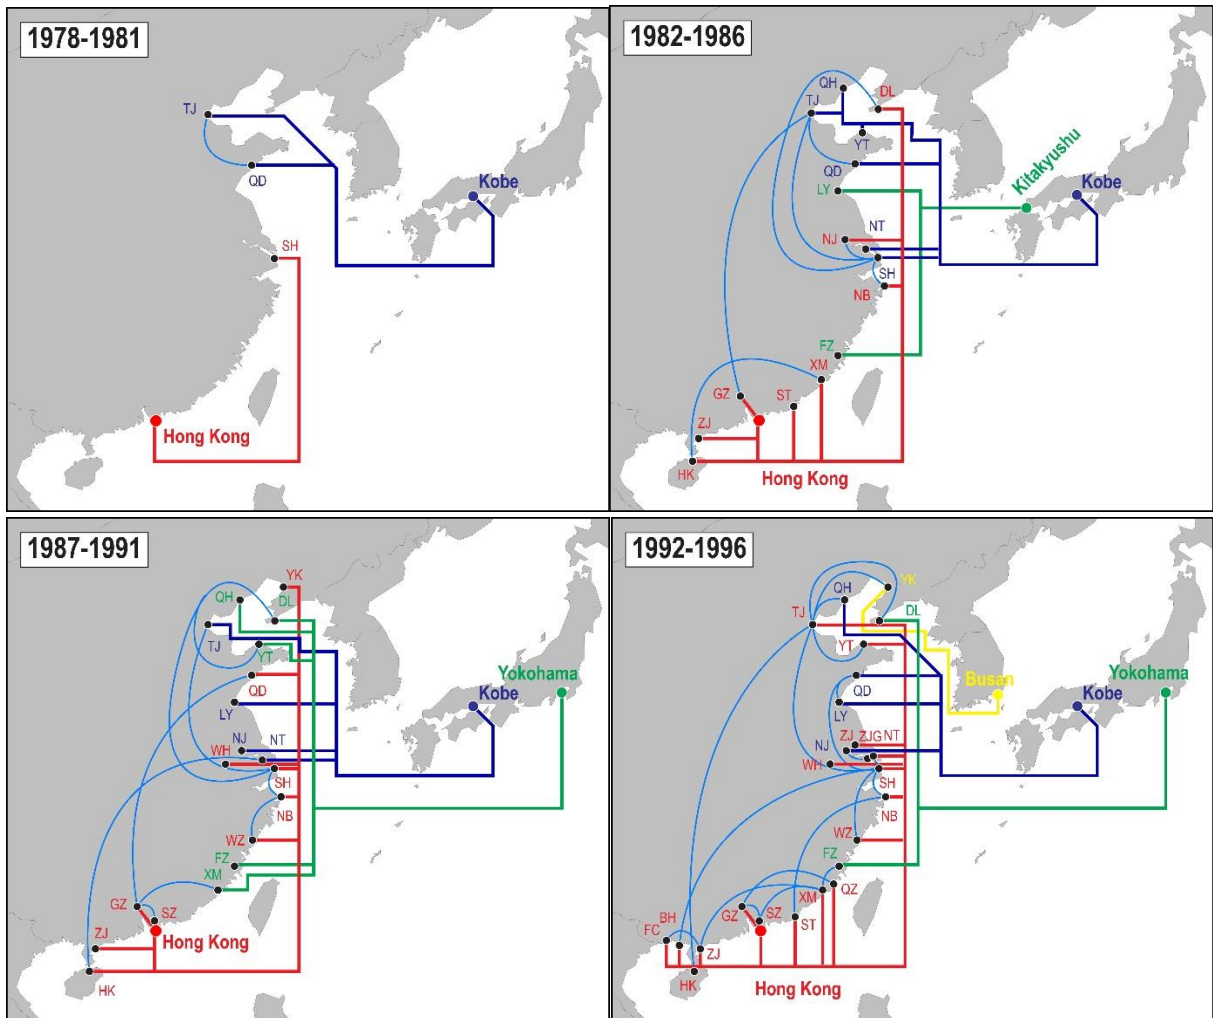 1978-1981
TJ
QD
Kobe
SH
Hong Kong
1982-1986
QH
DL
TJ
YT
QD
LY
Kitakyushu
Kobe
NT
NJ
SH
NB
FZ
XM
GZ
ST
ZJ
HK
Hong Kong
1987-1991
YK
QH
DL
TJ
YT
QD
Yokohama
Kobe
LY
NJ
NT
WH
SH
NB
WZ
FZ
XM
GZ
SZ
ZJ
Hong Kong
HK
1992-1996
YK
QH
TJ
DL
YT
QD
Busan
Kobe
Yokohama
LY
ZJ
ZJG
NT
NJ
WH
SH
NB
WZ
FZ
XM
QZ
GZ
SZ
ST
BH
FC
ZJ
HK
Hong Kong